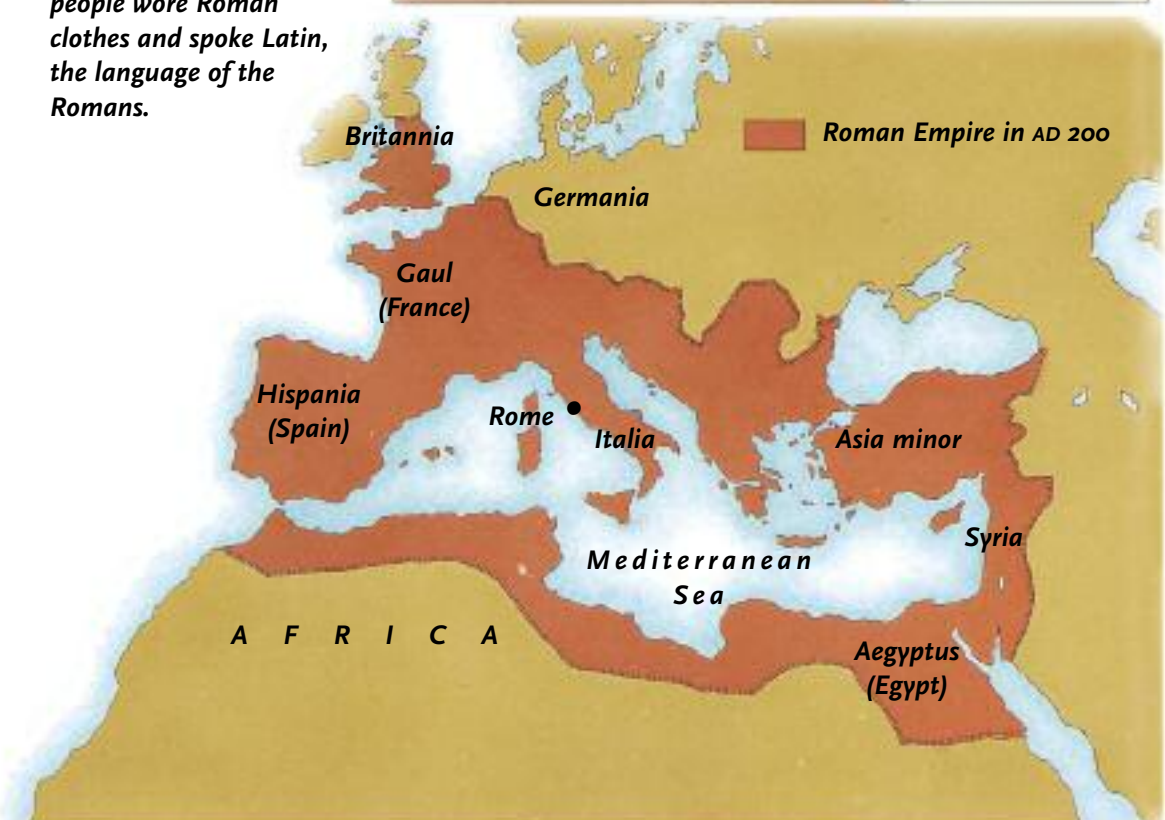 people wore Roman
clothes and spoke Latin,
the language of the
Romans.
Britannia
Roman Empire in AD 200
Germania
Gaul
(France)
Hispania
(Spain)
Rome
Italia
Asia minor
Syria
Mediterranean
Sea
AFRICA
Aegyptus
(Egypt)